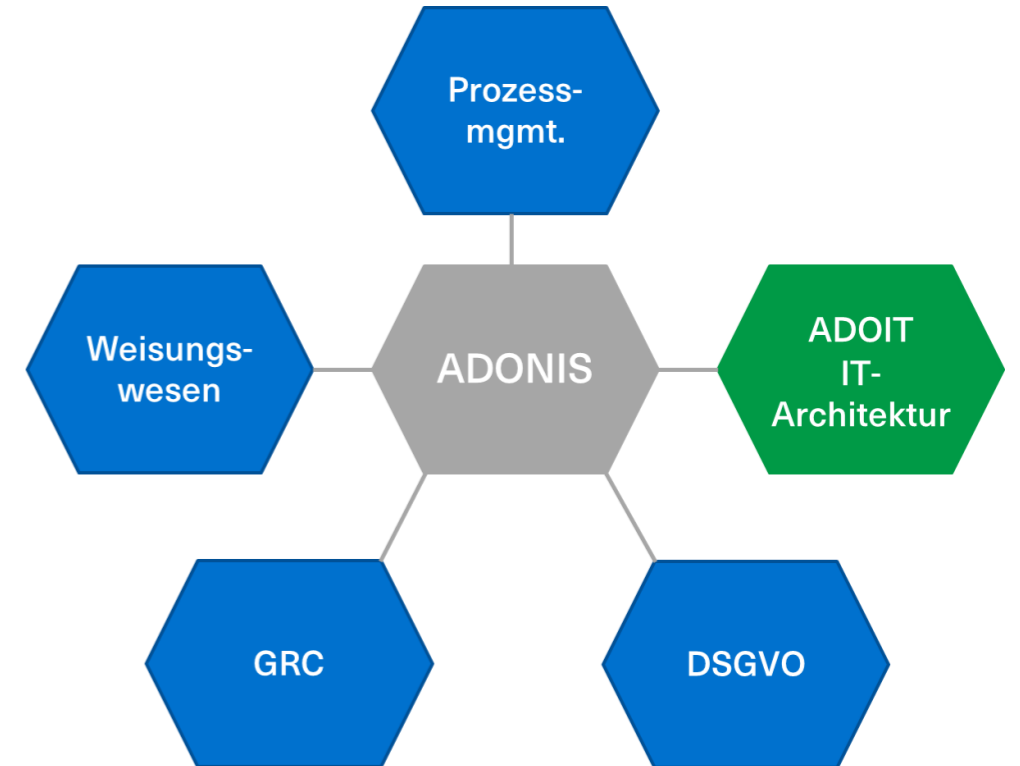 Prozess-
mgmt.
Weisungs-
wesen
ADONIS
ADOIT
IT-
Architektur
GRC
DSGVO